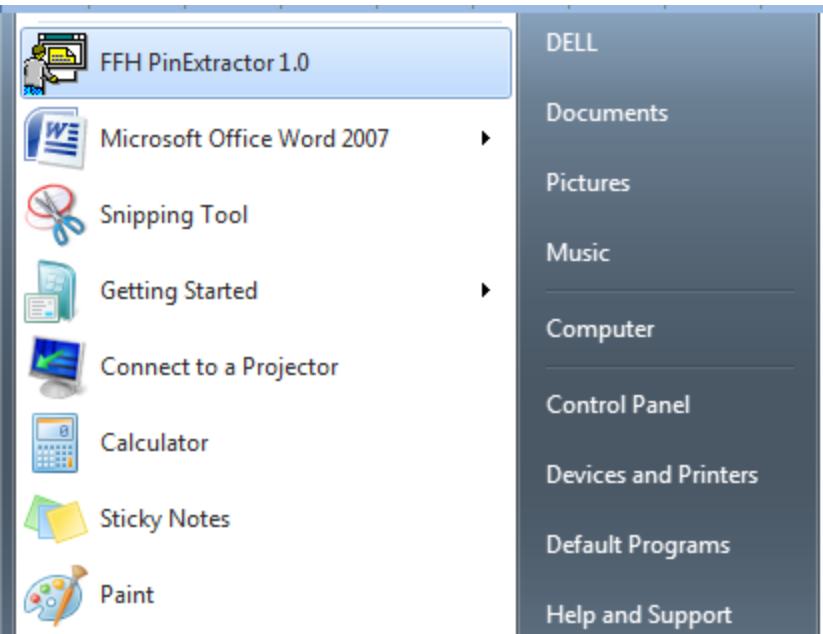 FFH PinExtractor 1.0
Microsoft Office Word 2007
Snipping Tool
Getting Started
Connect to a Projector
Calculator
Sticky Notes
Paint
DELL
Documents
Pictures
Music
Computer
Control Panel
Devices and Printers
Default Programs
Help and Support